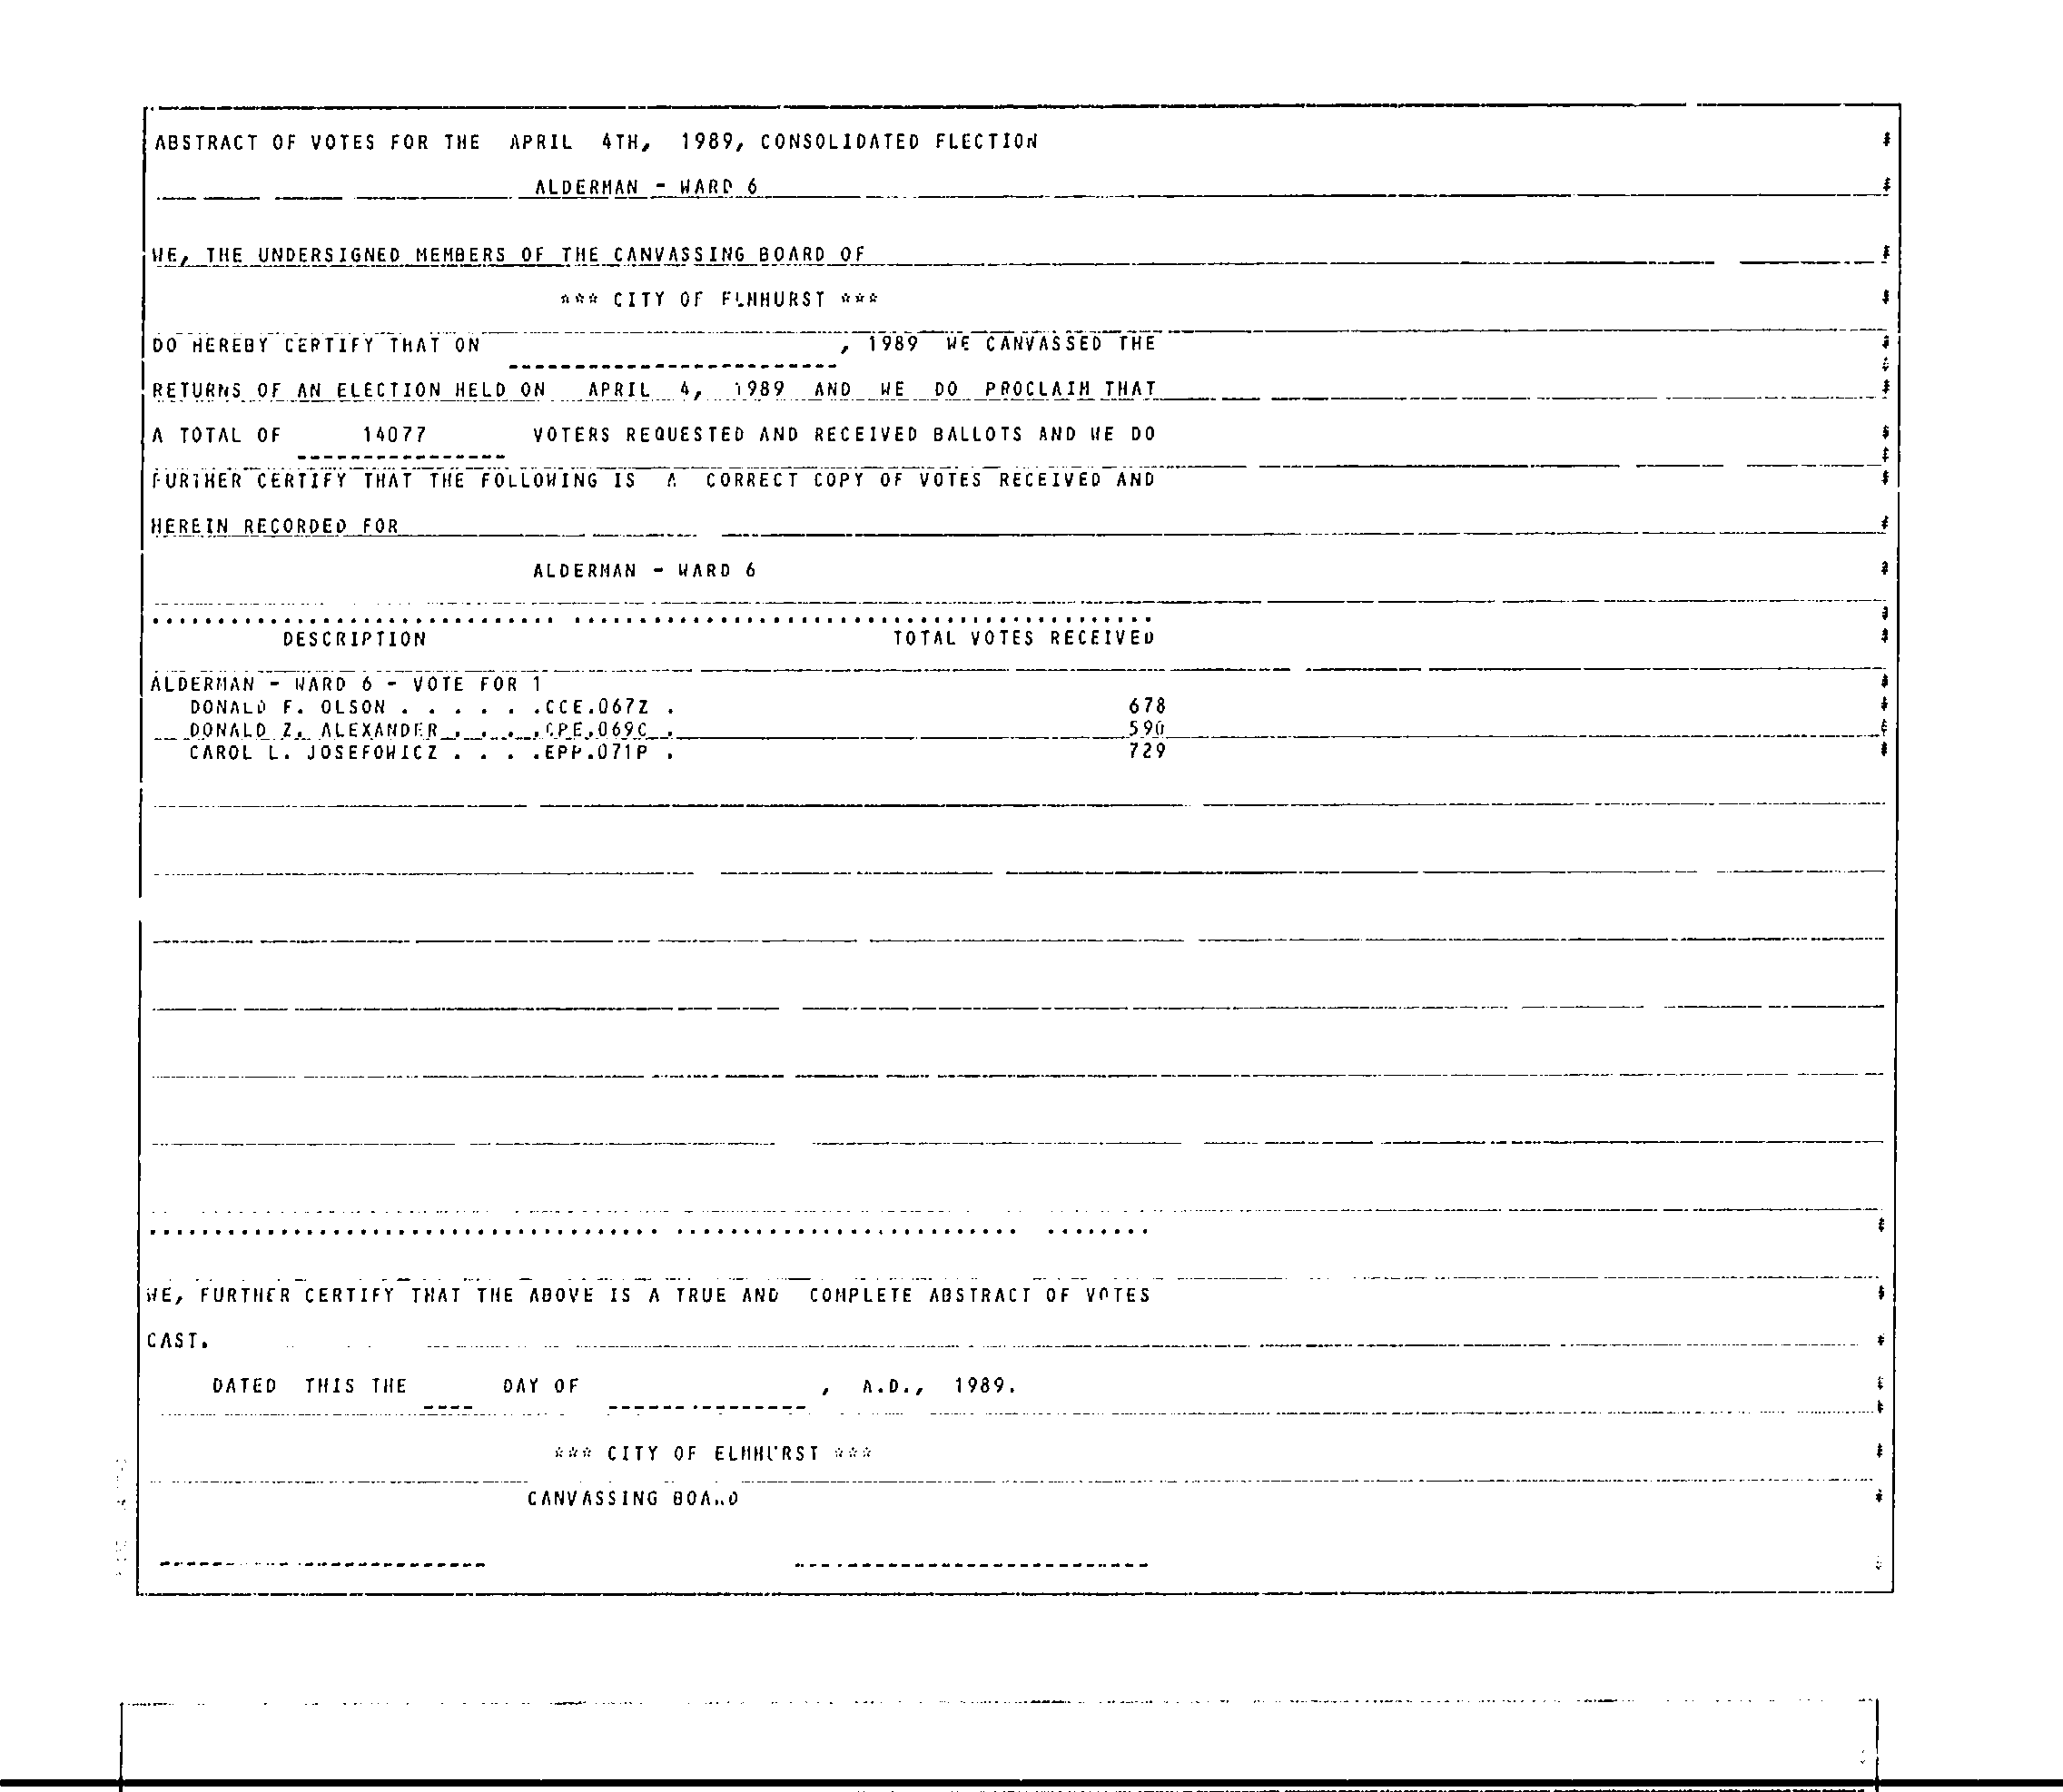 ABSTRACT OF VOTES FOR THE APRIL 4TH, 1989, CONSOLIDATED FLECTION
ALDERMAN - WARD 6
WE, THE UNDERSIGNED MEMBERS OF THE CANVASSING BOARD OF
*** CITY OF ELMHURST ***
DO HEREBY CERTIFY THAT ON , 1989 WE CANVASSED THE
RETURNS OF AN ELECTION HELD ON APRIL 4, 1989 AND WE DO PROCLAIM THAT
A TOTAL OF 14077 VOTERS REQUESTED AND RECEIVED BALLOTS AND WE DO
FURTHER CERTIFY THAT THE FOLLOWING IS A CORRECT COPY OF VOTES RECEIVED AND
HEREIN RECORDED FOR
ALDERMAN - WARD 6
DESCRIPTION TOTAL VOTES RECEIVED
ALDERMAN - WARD 6 - VOTE FOR 1
DONALD F. OLSON . . . . . .CCE.067Z . 678
DONALD Z. ALEXANDER . . . .CPE.069C . 590
CAROL L. JOSEFOWICZ . . . .EPP.071P . 729
WE, FURTHER CERTIFY THAT THE ABOVE IS A TRUE AND COMPLETE ABSTRACT OF VOTES
CAST.
DATED THIS THE DAY OF , A.D., 1989.
*** CITY OF ELMHURST ***
CANVASSING BOARD